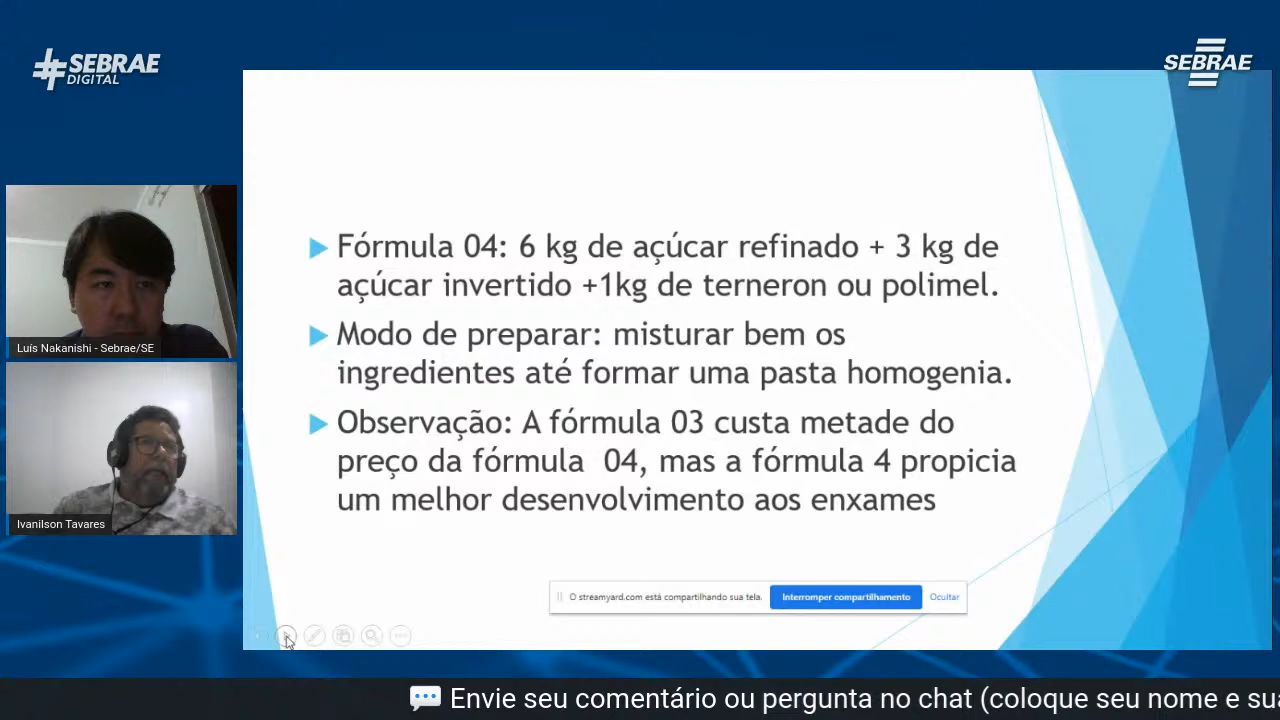 #SEBRAE
DIGITAL
SEBRAE
Fórmula 04: 6 kg de açúcar refinado + 3 kg de
açúcar invertido +1kg de terneron ou polimel.
Modo de preparar: misturar bem os
ingredientes até formar uma pasta homogenia.
Observação: A fórmula 03 custa metade do
preço da fórmula 04, mas a fórmula 4 propicia
um melhor desenvolvimento aos enxames
Luís Nakanishi - Sebrae/SE
Ivanilson Tavares
O streamyard.com está compartilhando sua tela. Interromper compartilhamento Ocultar
Envie seu comentário ou pergunta no chat (coloque seu nome e sua